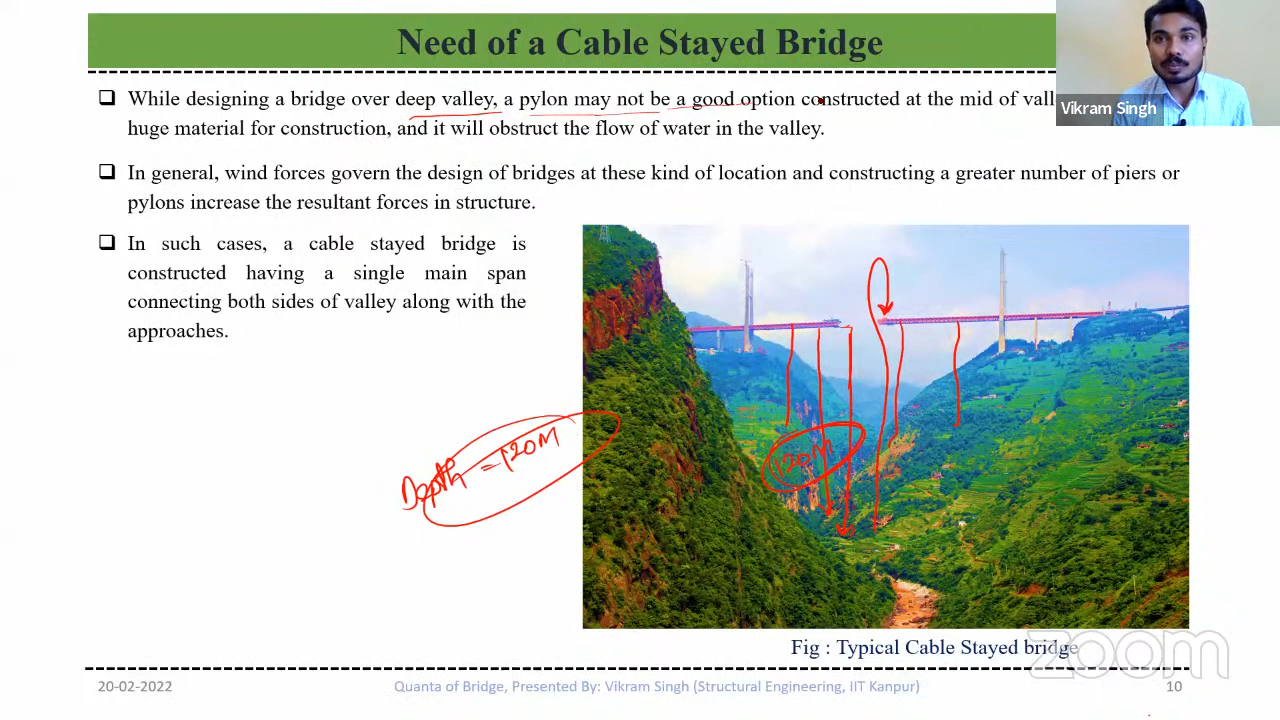 Need of a Cable Stayed Bridge
❑ While designing a bridge over deep valley, a pylon may not be a good option constructed at the mid of vall
huge material for construction, and it will obstruct the flow of water in the valley.
❑ In general, wind forces govern the design of bridges at these kind of location and constructing a greater number of piers or
pylons increase the resultant forces in structure.
❑ In such cases, a cable stayed bridge is
constructed having a single main span
connecting both sides of valley along with the
approaches.
Vikram Singh
Depth = 120M
120M
Fig : Typical Cable Stayed bridge
zoom
20-02-2022
Quanta of Bridge, Presented By: Vikram Singh (Structural Engineering, IIT Kanpur)
10